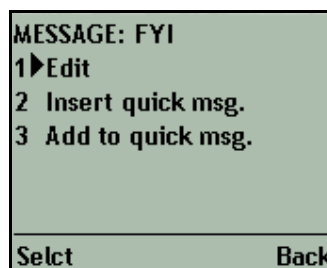 MESSAGE: FYI
1▶Edit
2 Insert quick msg.
3 Add to quick msg.
Selct Back